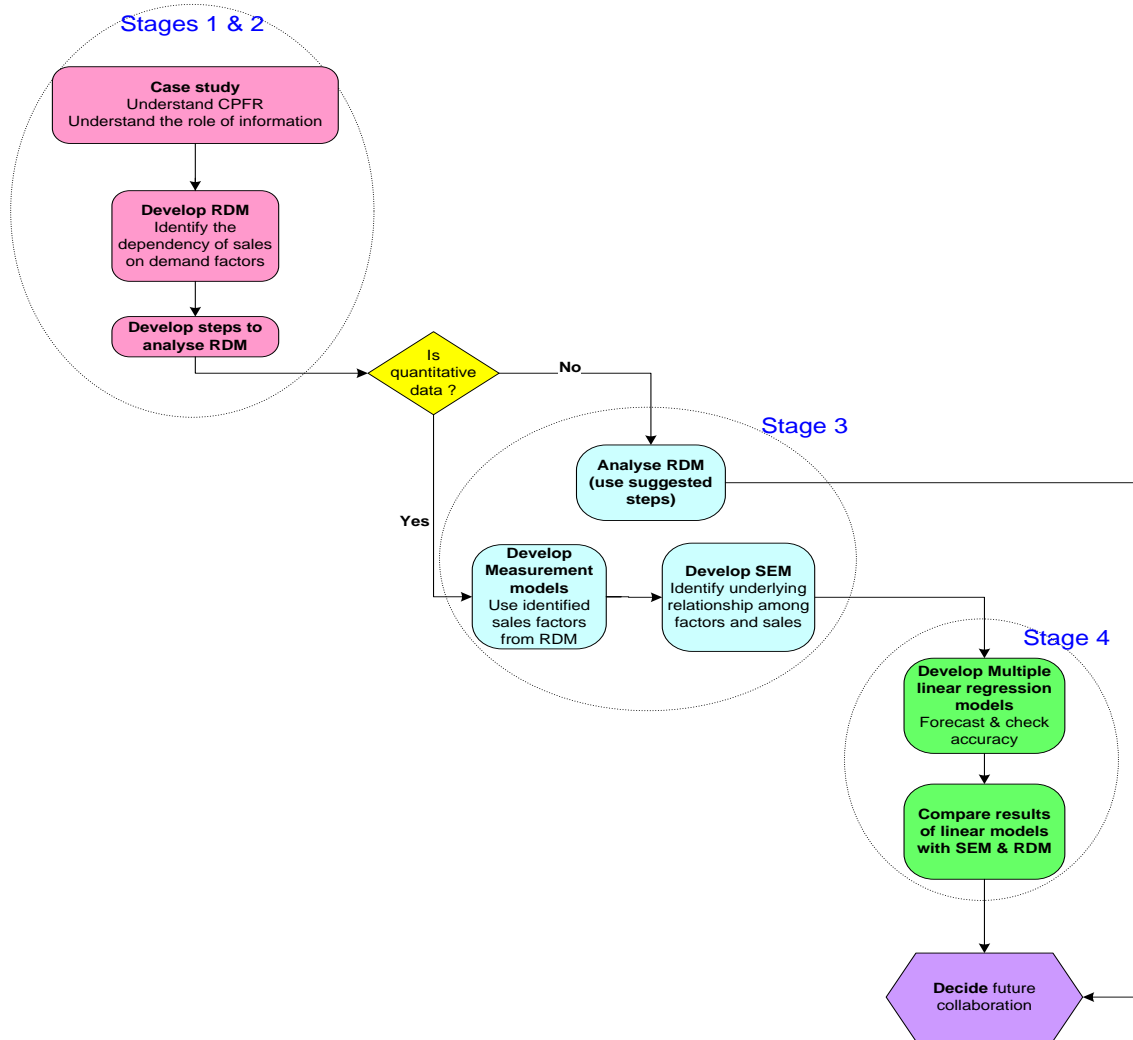 Stages 1 & 2
Case study
Understand CPFR
Understand the role of information
Develop RDM
Identify the
dependency of sales
on demand factors
Develop steps to
analyse RDM
Is
quantitative
data ?
No
Yes
Stage 3
Analyse RDM
(use suggested
steps)
Develop
Measurement
models
Use identified
sales factors
from RDM
Develop SEM
Identify underlying
relationship among
factors and sales
Stage 4
Develop Multiple
linear regression
models
Forecast & check
accuracy
Compare results
of linear models
with SEM & RDM
Decide future
collaboration